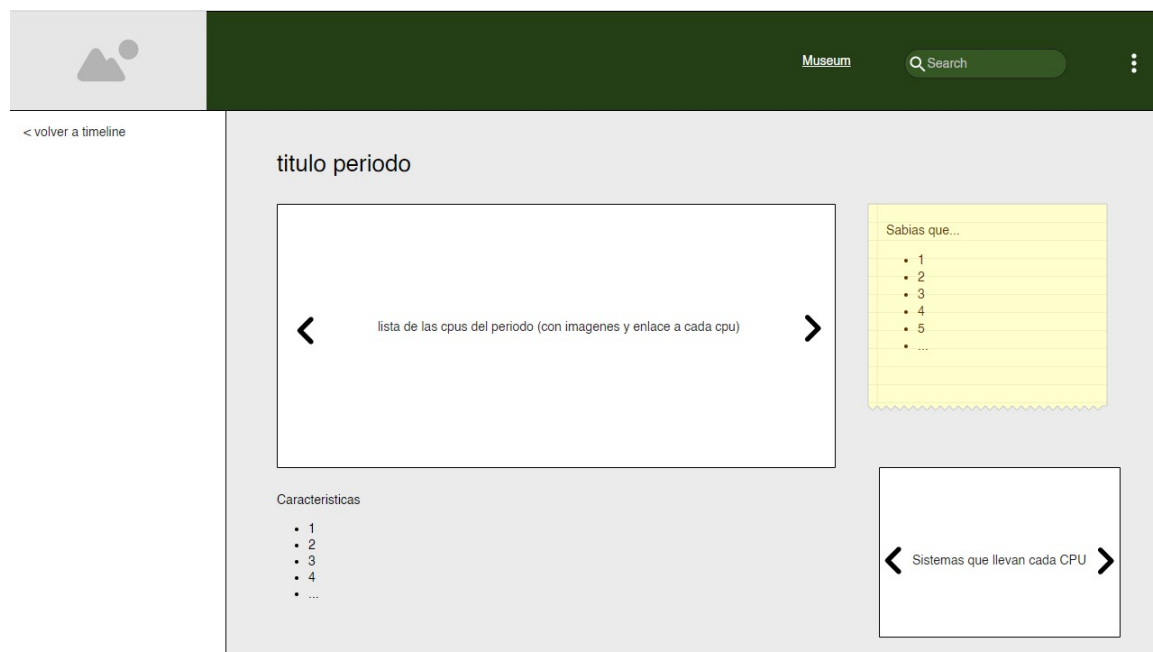 Museum
Search
< volver a timeline
titulo periodo
lista de las cpus del periodo (con imagenes y enlace a cada cpu)
Sabias que...
• 1
• 2
• 3
• 4
• 5
• ...
Caracteristicas
• 1
• 2
• 3
• 4
• ...
Sistemas que llevan cada CPU